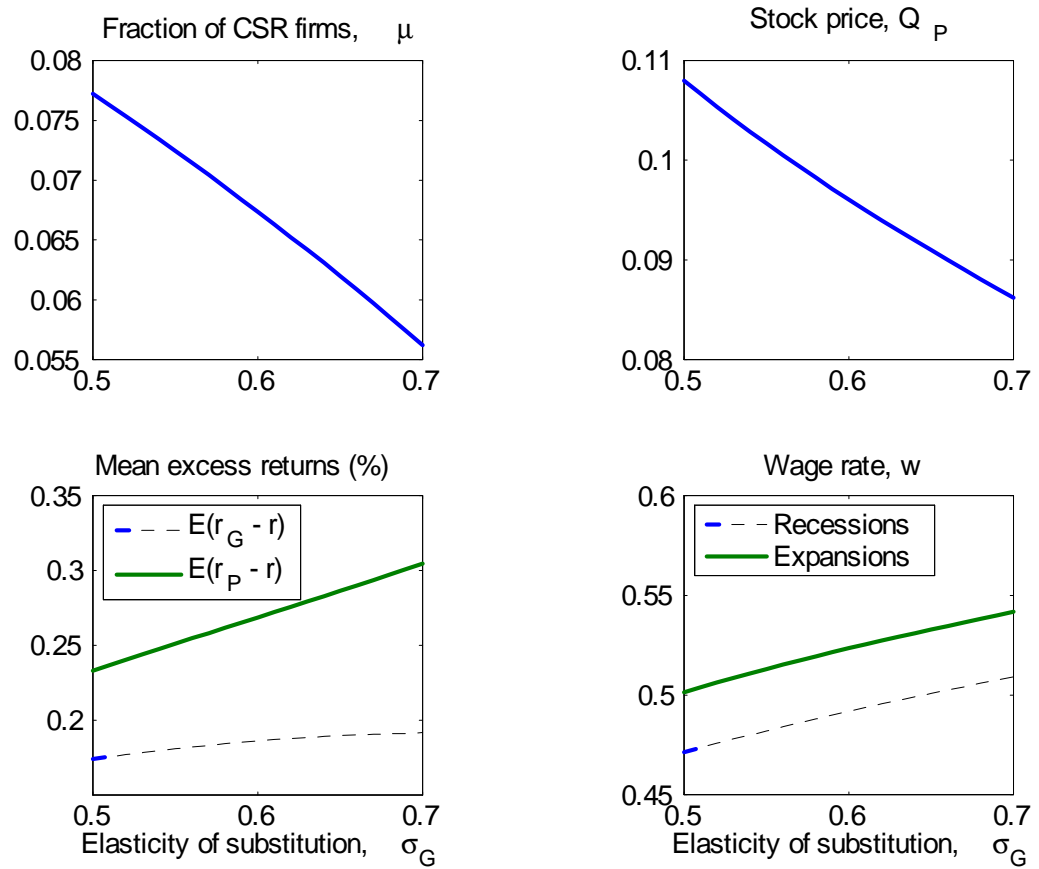 Fraction of CSR firms, μ
0.08
0.075
0.07
0.065
0.06
0.055
0.5 0.6 0.7
Stock price, Q P
0.11
0.1
0.09
0.08
0.5 0.6 0.7
Mean excess returns (%)
0.35
0.3
0.25
0.2
E(r G - r)
E(r P - r)
0.5 0.6 0.7
Elasticity of substitution, σ G
Wage rate, w
0.6
0.55
0.5
0.45
Recessions
Expansions
0.5 0.6 0.7
Elasticity of substitution, σ G